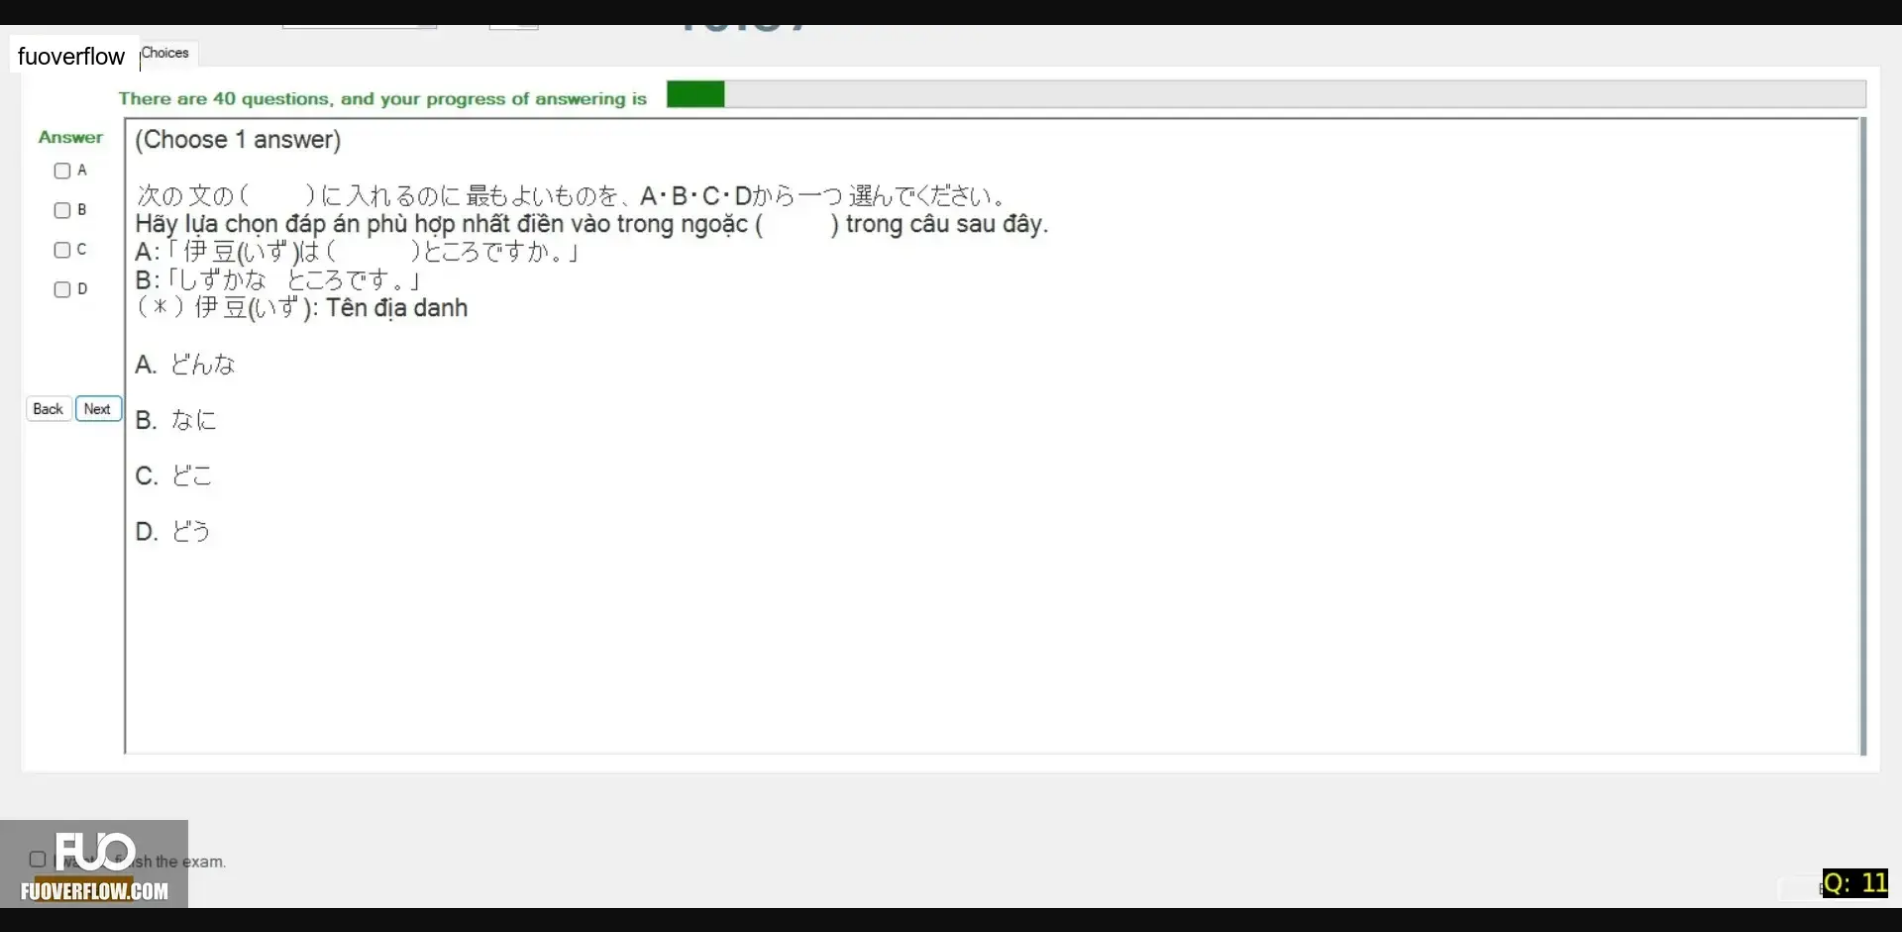 fuoverflow
Choices
There are 40 questions, and your progress of answering is
Answer
A
B
C
D
Back
Next
(Choose 1 answer)
次の文の(　　)に入れるのに最もよいものを、A・B・C・Dから一つ選んでください。
Hãy lựa chọn đáp án phù hợp nhất điền vào trong ngoặc (　　) trong câu sau đây.
A:「伊豆(いず)は(　　)ところですか。」
B:「しずかな　ところです。」
(＊) 伊豆(いず): Tên địa danh
A. どんな
B. なに
C. どこ
D. どう
FUO
the exam.
FUOVERFLOW.COM
Q: 11